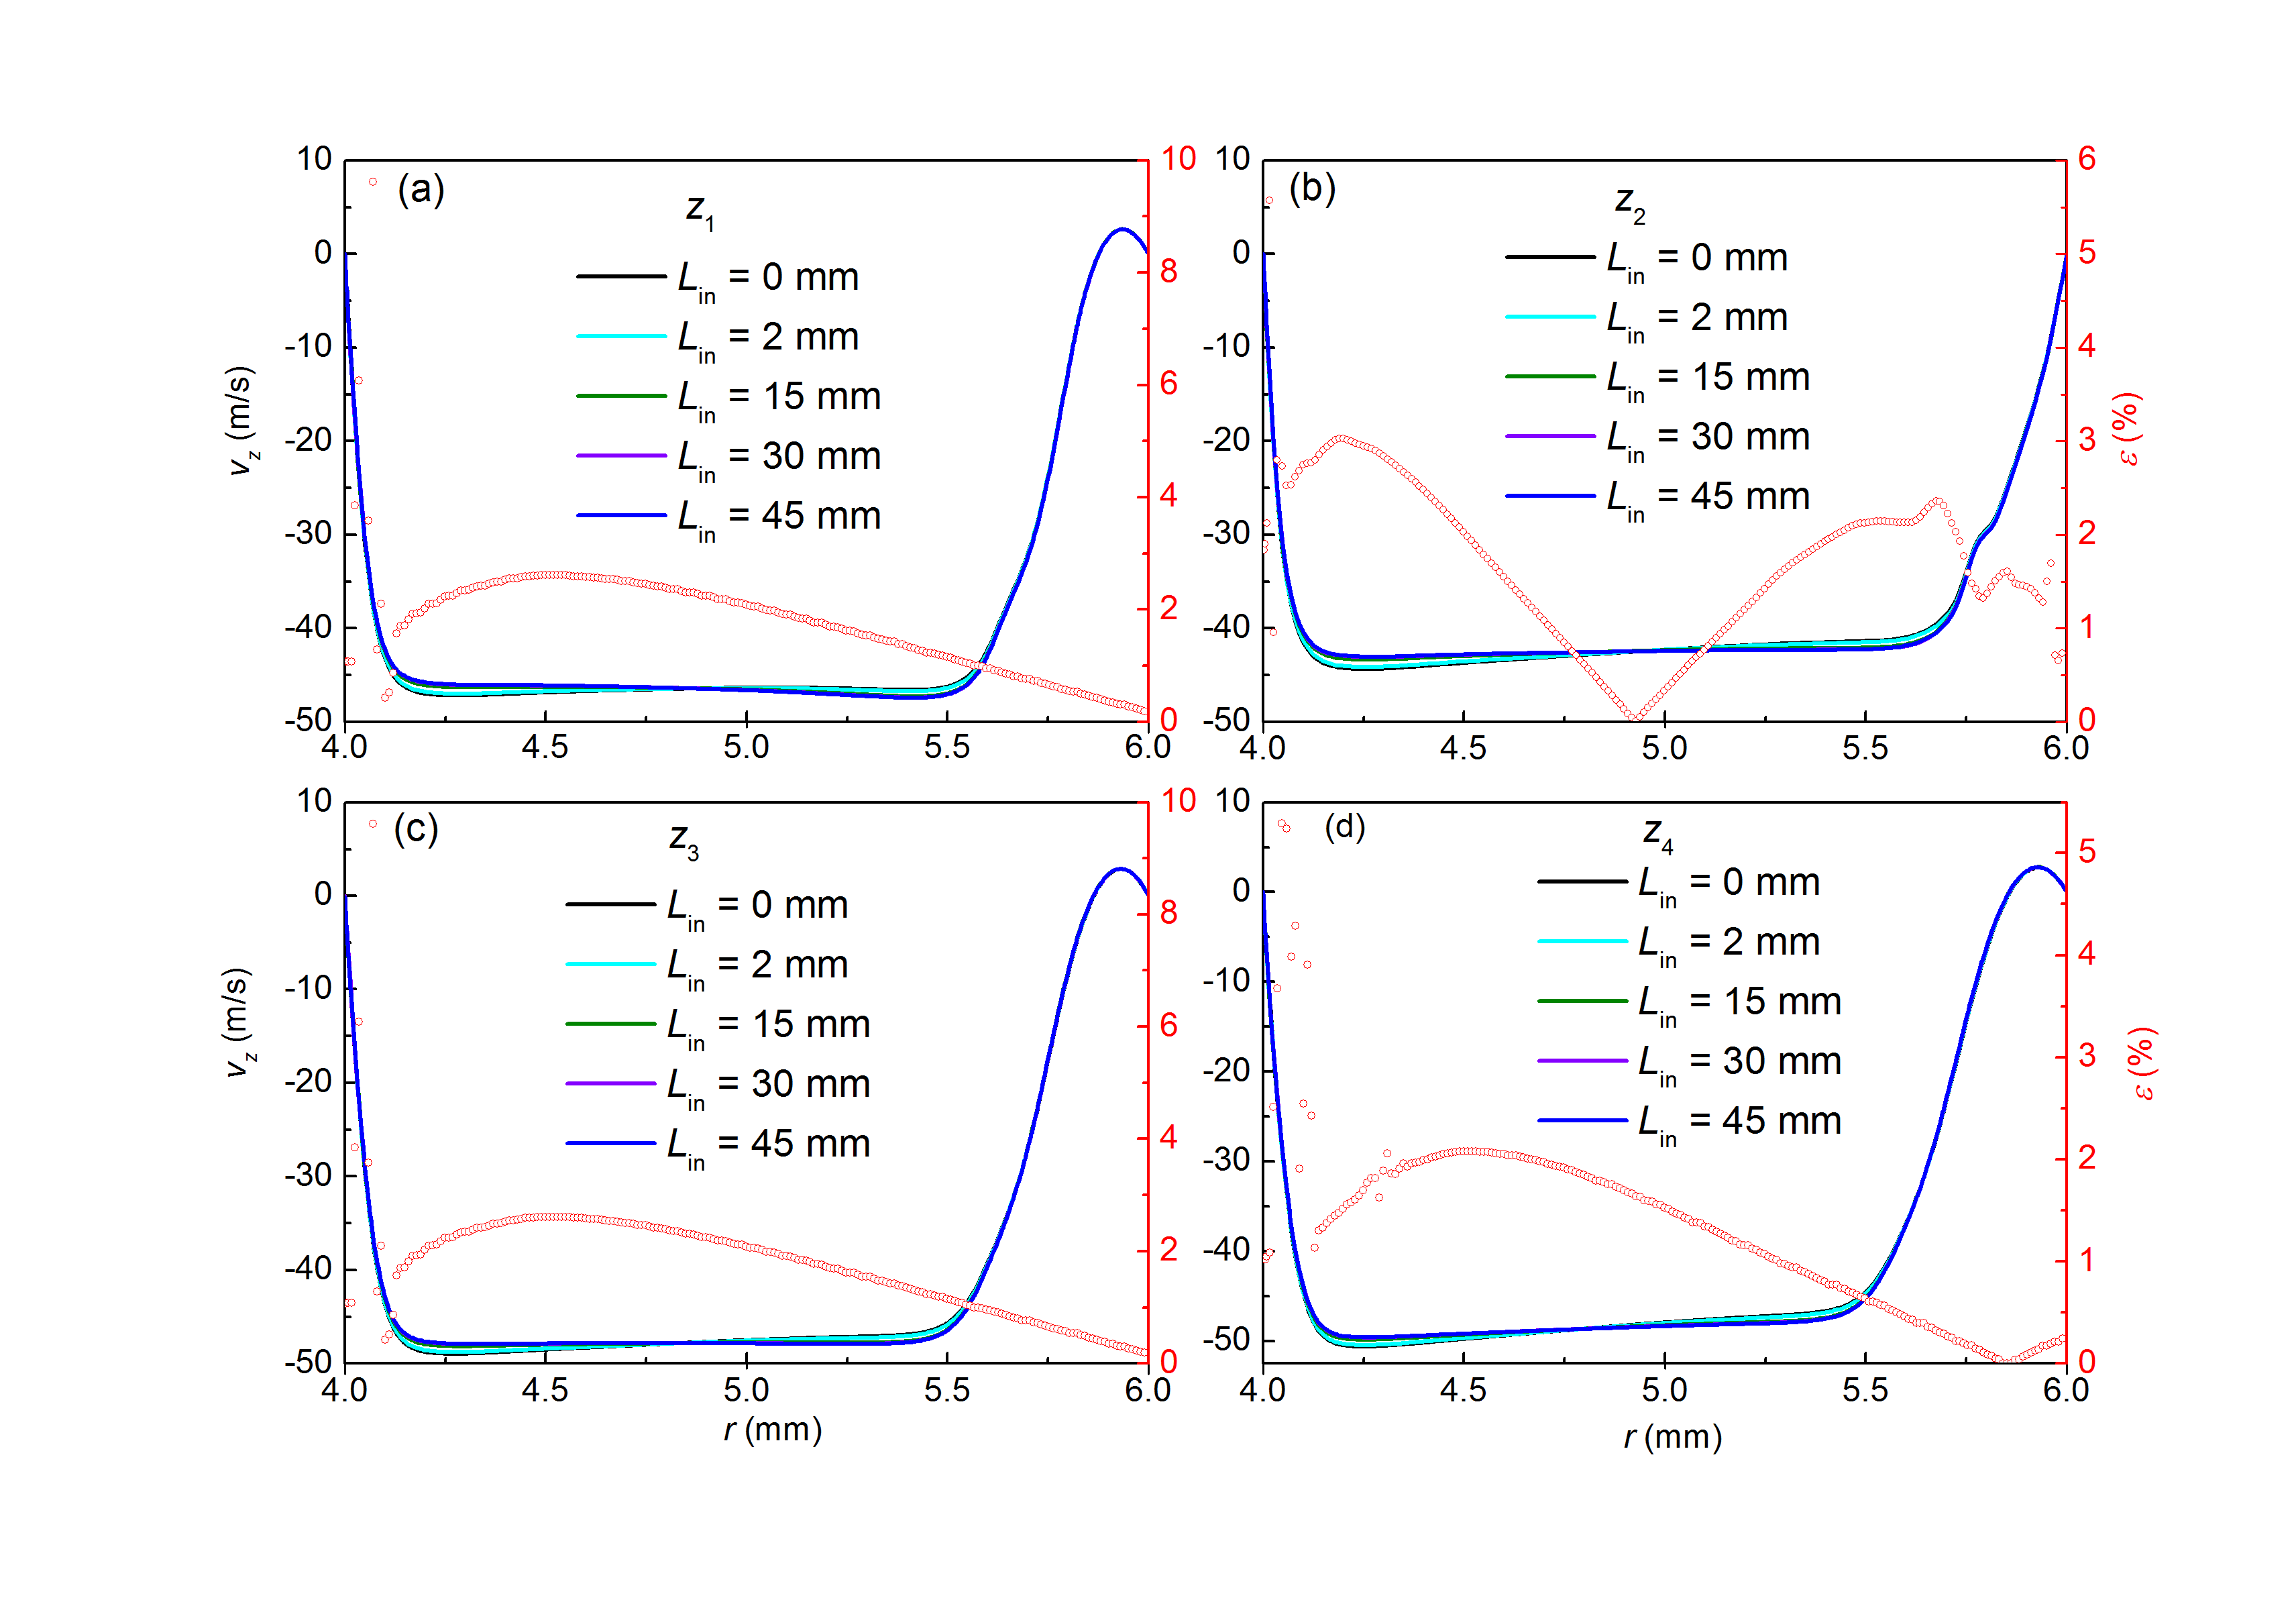 (a)
z1
Lin = 0 mm
Lin = 2 mm
Lin = 15 mm
Lin = 30 mm
Lin = 45 mm
10
0
-10
-20
-30
-40
-50
vz (m/s)
4.0 4.5 5.0 5.5 6.0
10
8
6
4
2
0
(b)
z2
Lin = 0 mm
Lin = 2 mm
Lin = 15 mm
Lin = 30 mm
Lin = 45 mm
10
0
-10
-20
-30
-40
-50
4.0 4.5 5.0 5.5 6.0
6
5
4
3
2
1
0
ε (%)
(c)
z3
Lin = 0 mm
Lin = 2 mm
Lin = 15 mm
Lin = 30 mm
Lin = 45 mm
10
0
-10
-20
-30
-40
-50
vz (m/s)
4.0 4.5 5.0 5.5 6.0
r (mm)
10
8
6
4
2
0
(d)
z4
Lin = 0 mm
Lin = 2 mm
Lin = 15 mm
Lin = 30 mm
Lin = 45 mm
10
0
-10
-20
-30
-40
-50
4.0 4.5 5.0 5.5 6.0
r (mm)
5
4
3
2
1
0
ε (%)